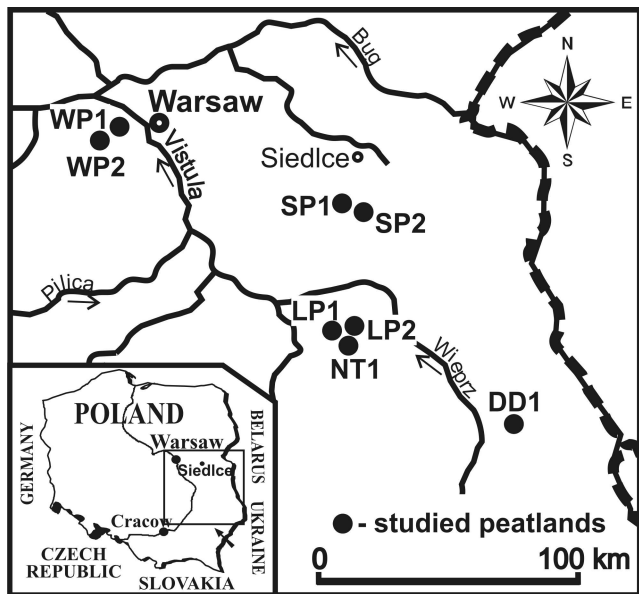 Bug
N
W
E
S
Warsaw
WP1
WP2
Vistula
Siedlce
SP1
SP2
Pilica
LP1
LP2
NT1
Wieprz
DD1
POLAND
GERMANY
Warsaw
Siedlce
BELARUS
UKRAINE
Cracow
CZECH
REPUBLIC
SLOVAKIA
- studied peatlands
0
100 km